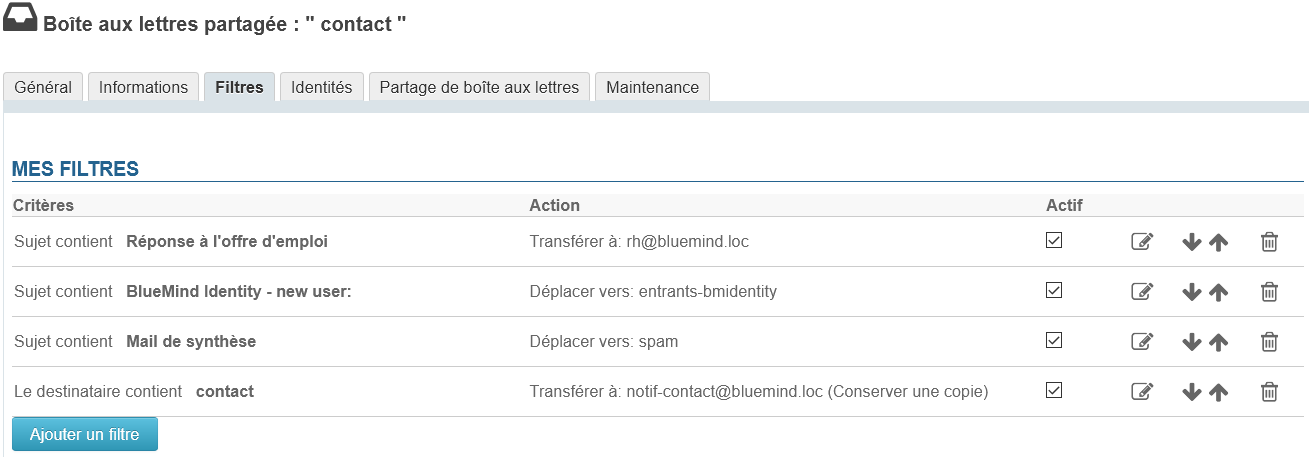 Boîte aux lettres partagée : " contact "
Général Informations Filtres Identités Partage de boîte aux lettres Maintenance
MES FILTRES
Critères Action Actif
Sujet contient Réponse à l'offre d'emploi Transférer à: rh@bluemind.loc
Sujet contient BlueMind Identity - new user: Déplacer vers: entrants-bmidentity
Sujet contient Mail de synthèse Déplacer vers: spam
Le destinataire contient contact Transférer à: notif-contact@bluemind.loc (Conserver une copie)
Ajouter un filtre